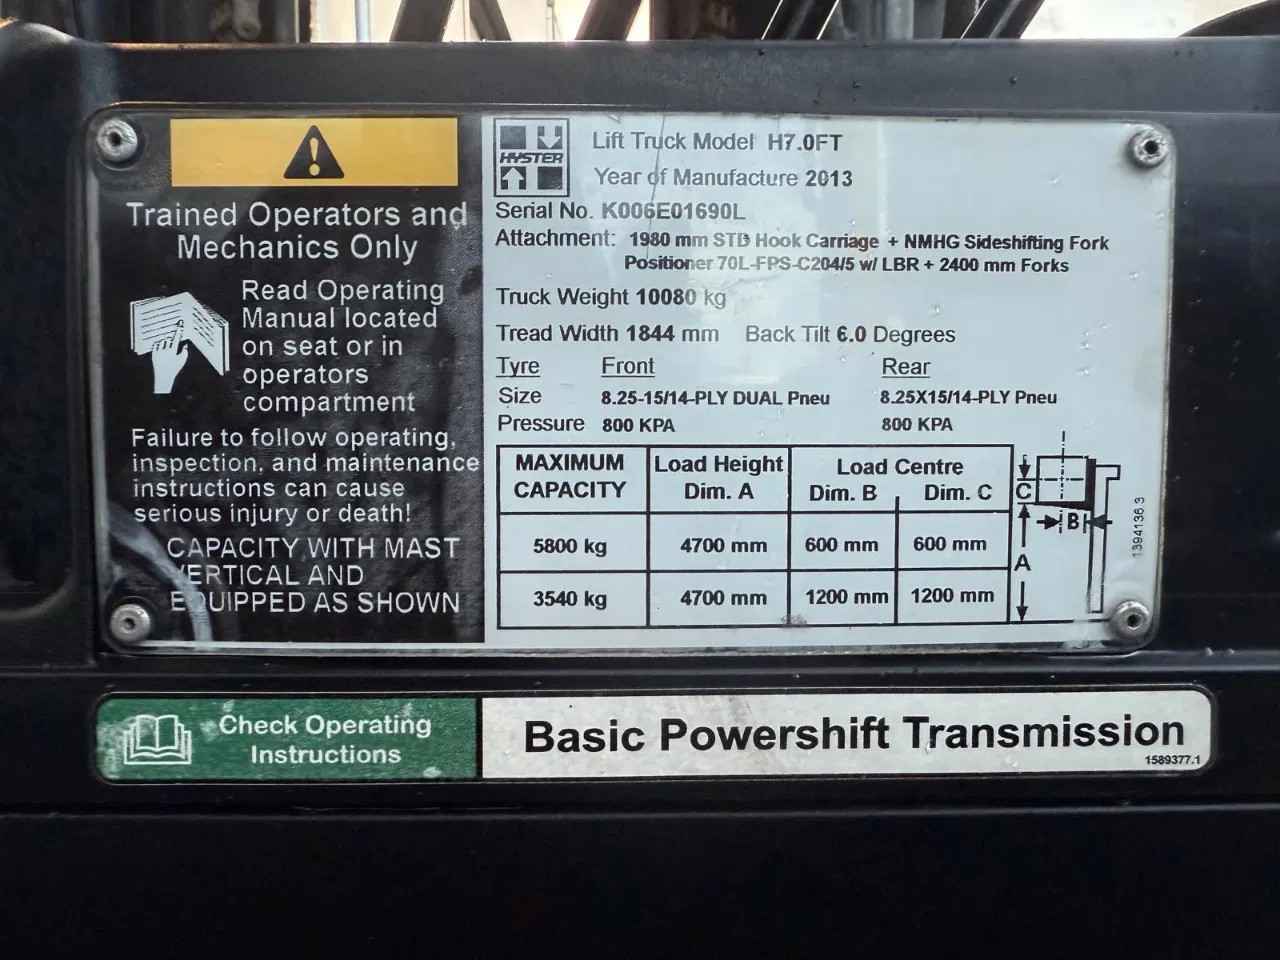 Trained Operators and
Mechanics Only
Read Operating
Manual located
on seat or in
operators
compartment
Failure to follow operating,
inspection, and maintenance
instructions can cause
serious injury or death!
CAPACITY WITH MAST
VERTICAL AND
EQUIPPED AS SHOWN
HYSTER
Lift Truck Model H7.0FT
Year of Manufacture 2013
Serial No. K006E01690L
Attachment: 1980 mm STD Hook Carriage + NMHG Sideshifting Fork
Positioner 70L-FPS-C204/5 w/ LBR + 2400 mm Forks
Truck Weight 10080 kg
Tread Width 1844 mm Back Tilt 6.0 Degrees
Tyre Front Rear
Size 8.25-15/14-PLY DUAL Pneu 8.25X15/14-PLY Pneu
Pressure 800 KPA 800 KPA
MAXIMUM Load Height Load Centre
CAPACITY Dim. A Dim. B Dim. C
5800 kg 4700 mm 600 mm 600 mm
3540 kg 4700 mm 1200 mm 1200 mm
C
B
A
1394136.3
Check Operating
Instructions
Basic Powershift Transmission
1589377.1